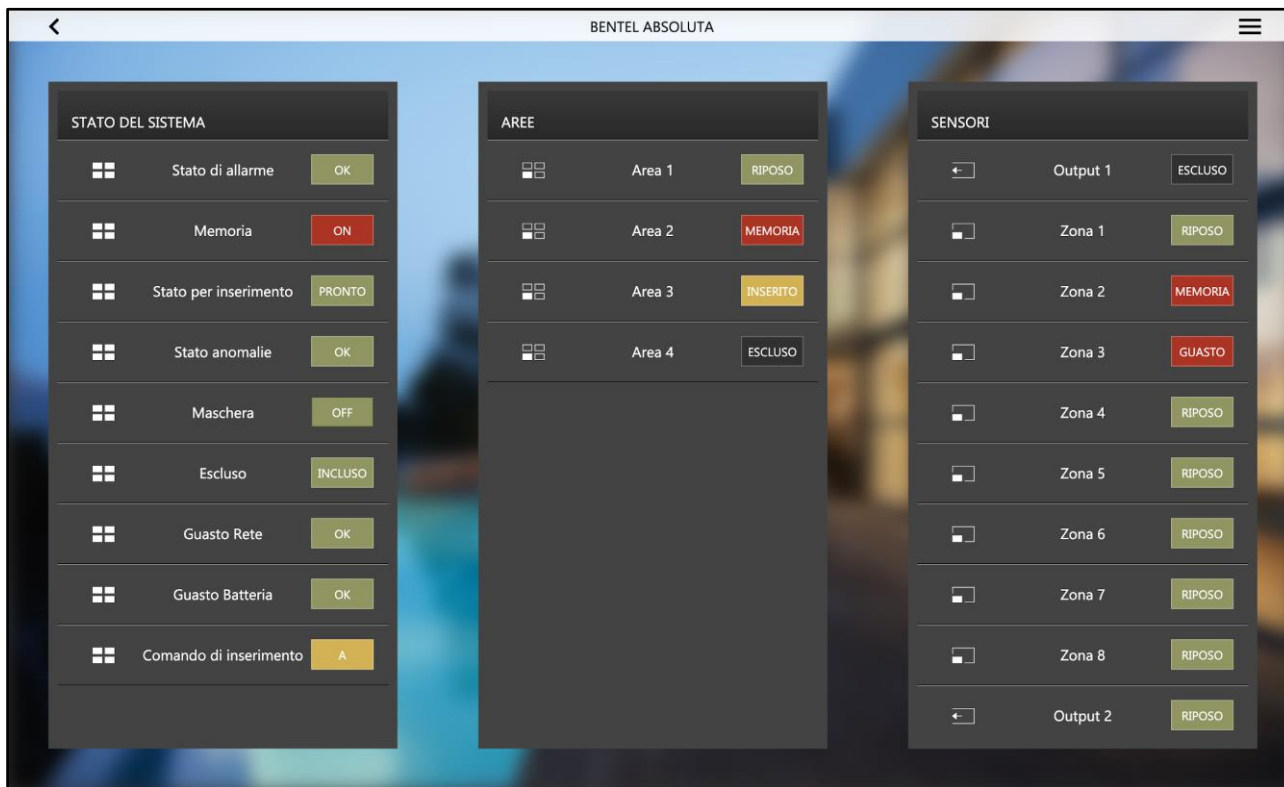 BENTEL ABSOLUTA
STATO DEL SISTEMA
Stato di allarme OK
Memoria ON
Stato per inserimento PRONTO
Stato anomalie OK
Maschera OFF
Escluso INCLUSO
Guasto Rete OK
Guasto Batteria OK
Comando di inserimento A
AREE
Area 1 RIPOSO
Area 2 MEMORIA
Area 3 INSERITO
Area 4 ESCLUSO
SENSORI
Output 1 ESCLUSO
Zona 1 RIPOSO
Zona 2 MEMORIA
Zona 3 GUASTO
Zona 4 RIPOSO
Zona 5 RIPOSO
Zona 6 RIPOSO
Zona 7 RIPOSO
Zona 8 RIPOSO
Output 2 RIPOSO